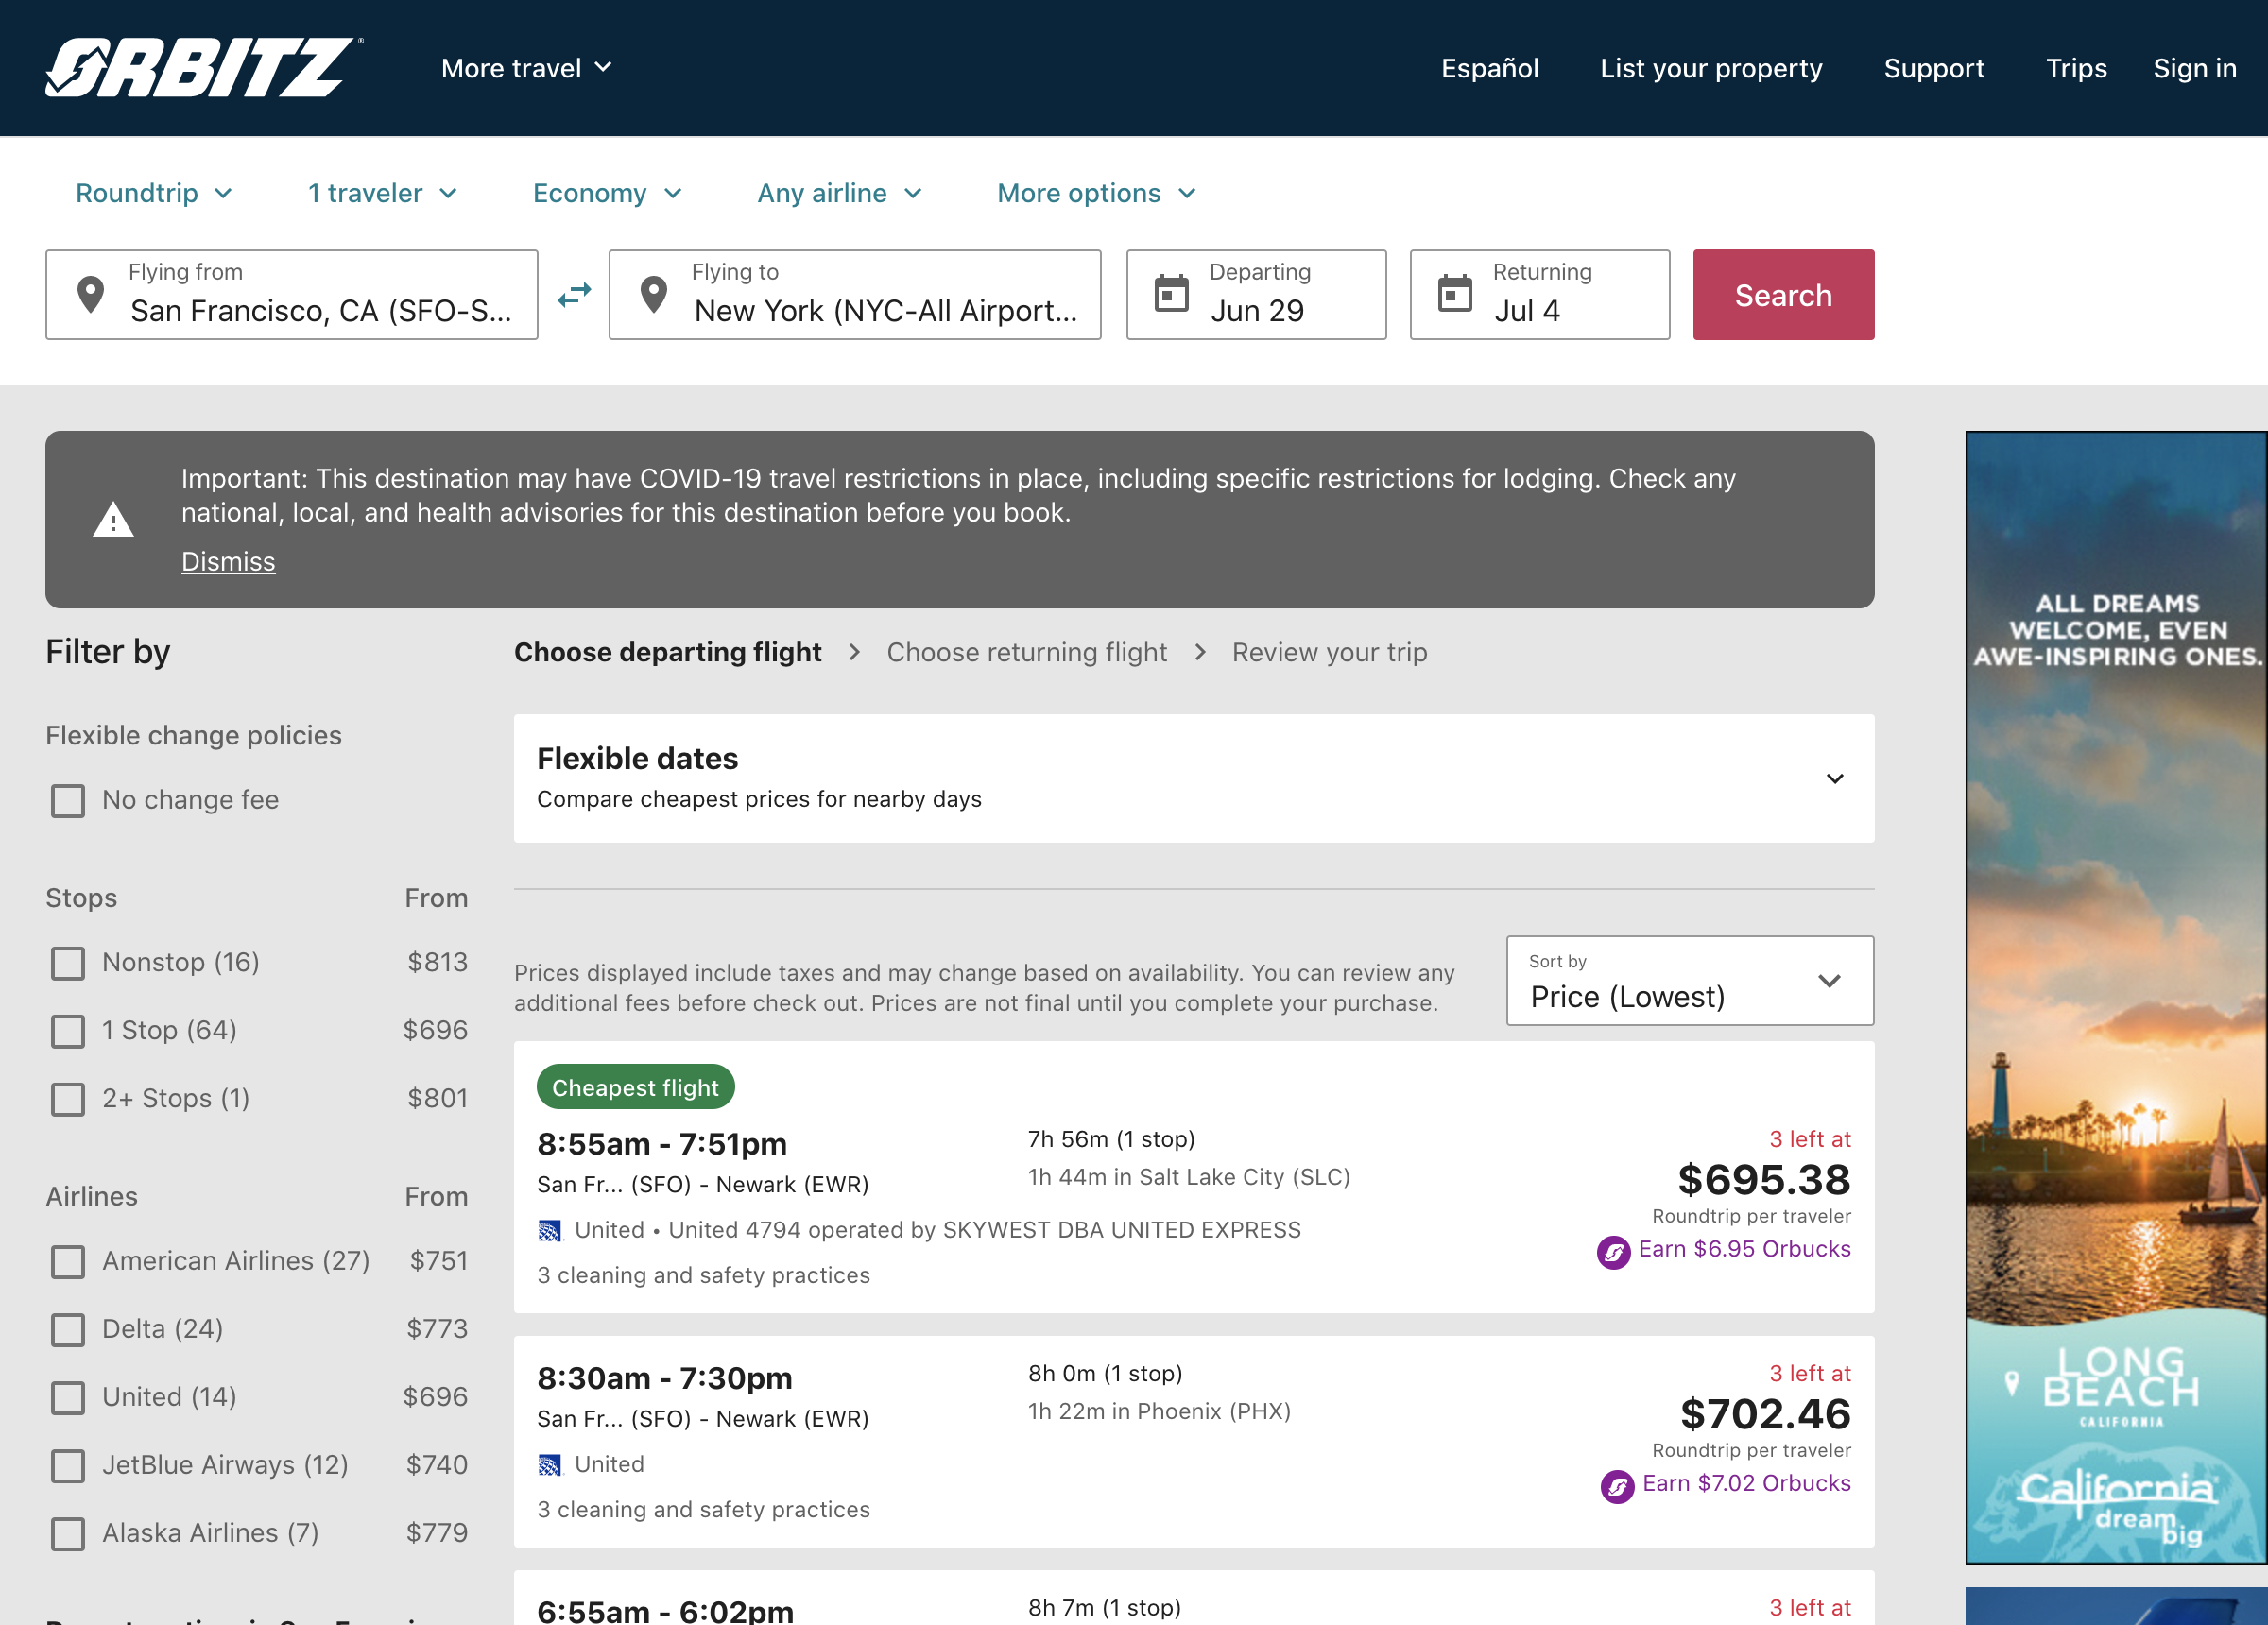 ORBITZ
More travel
Español
List your property
Support
Trips
Sign in
Roundtrip
1 traveler
Economy
Any airline
More options
Flying from
San Francisco, CA (SFO-S...
Flying to
New York (NYC-All Airport...
Departing
Jun 29
Returning
Jul 4
Search
Important: This destination may have COVID-19 travel restrictions in place, including specific restrictions for lodging. Check any
national, local, and health advisories for this destination before you book.
Dismiss
Filter by
Flexible change policies
No change fee
Stops From
Nonstop (16) $813
1 Stop (64) $696
2+ Stops (1) $801
Airlines From
American Airlines (27) $751
Delta (24) $773
United (14) $696
JetBlue Airways (12) $740
Alaska Airlines (7) $779
Choose departing flight
Choose returning flight
Review your trip
Flexible dates
Compare cheapest prices for nearby days
Prices displayed include taxes and may change based on availability. You can review any
additional fees before check out. Prices are not final until you complete your purchase.
Sort by
Price (Lowest)
Cheapest flight
8:55am - 7:51pm
San Fr... (SFO) - Newark (EWR)
United • United 4794 operated by SKYWEST DBA UNITED EXPRESS
3 cleaning and safety practices
7h 56m (1 stop)
1h 44m in Salt Lake City (SLC)
3 left at
$695.38
Roundtrip per traveler
Earn $6.95 Orbucks
8:30am - 7:30pm
San Fr... (SFO) - Newark (EWR)
United
3 cleaning and safety practices
8h 0m (1 stop)
1h 22m in Phoenix (PHX)
3 left at
$702.46
Roundtrip per traveler
Earn $7.02 Orbucks
6:55am - 6:02pm
8h 7m (1 stop)
3 left at
ALL DREAMS
WELCOME, EVEN
AWE-INSPIRING ONES.
LONG
BEACH
CALIFORNIA
California
dream
big